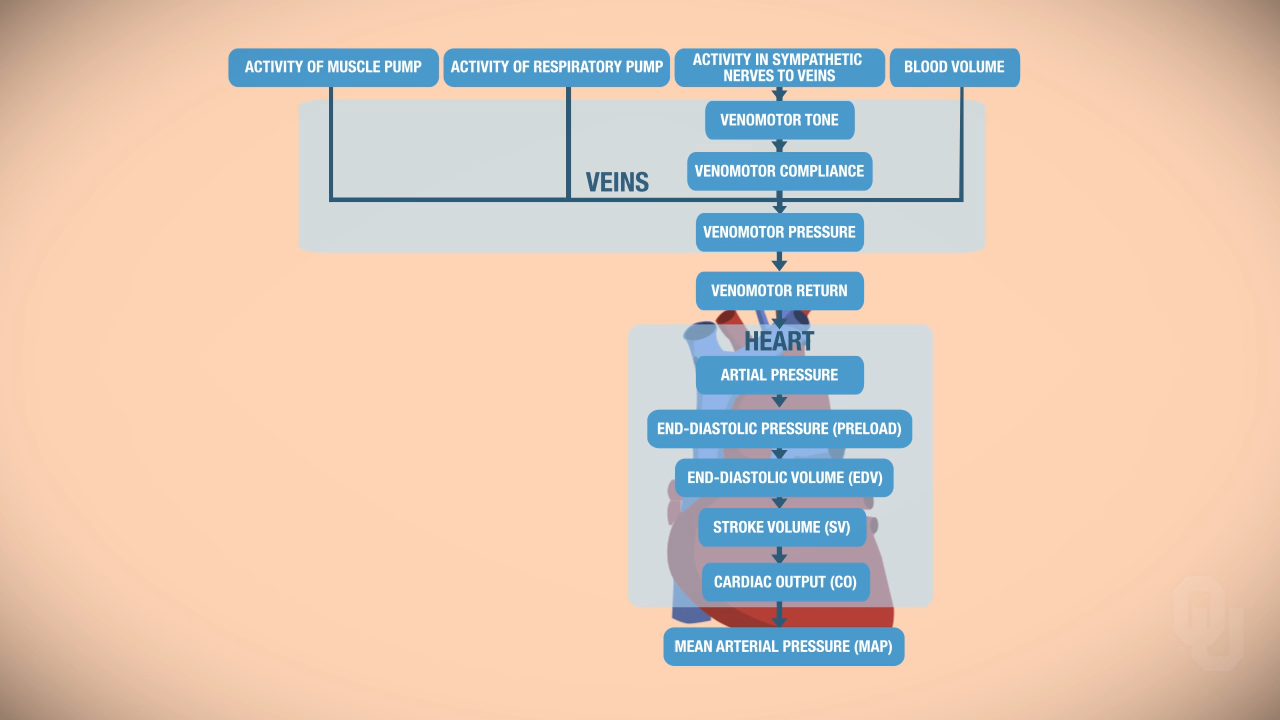 ACTIVITY OF MUSCLE PUMP
ACTIVITY OF RESPIRATORY PUMP
ACTIVITY IN SYMPATHETIC
NERVES TO VEINS
BLOOD VOLUME
VENOMOTOR TONE
VENOMOTOR COMPLIANCE
VEINS
VENOMOTOR PRESSURE
VENOMOTOR RETURN
HEART
ARTIAL PRESSURE
END-DIASTOLIC PRESSURE (PRELOAD)
END-DIASTOLIC VOLUME (EDV)
STROKE VOLUME (SV)
CARDIAC OUTPUT (CO)
MEAN ARTERIAL PRESSURE (MAP)
OU